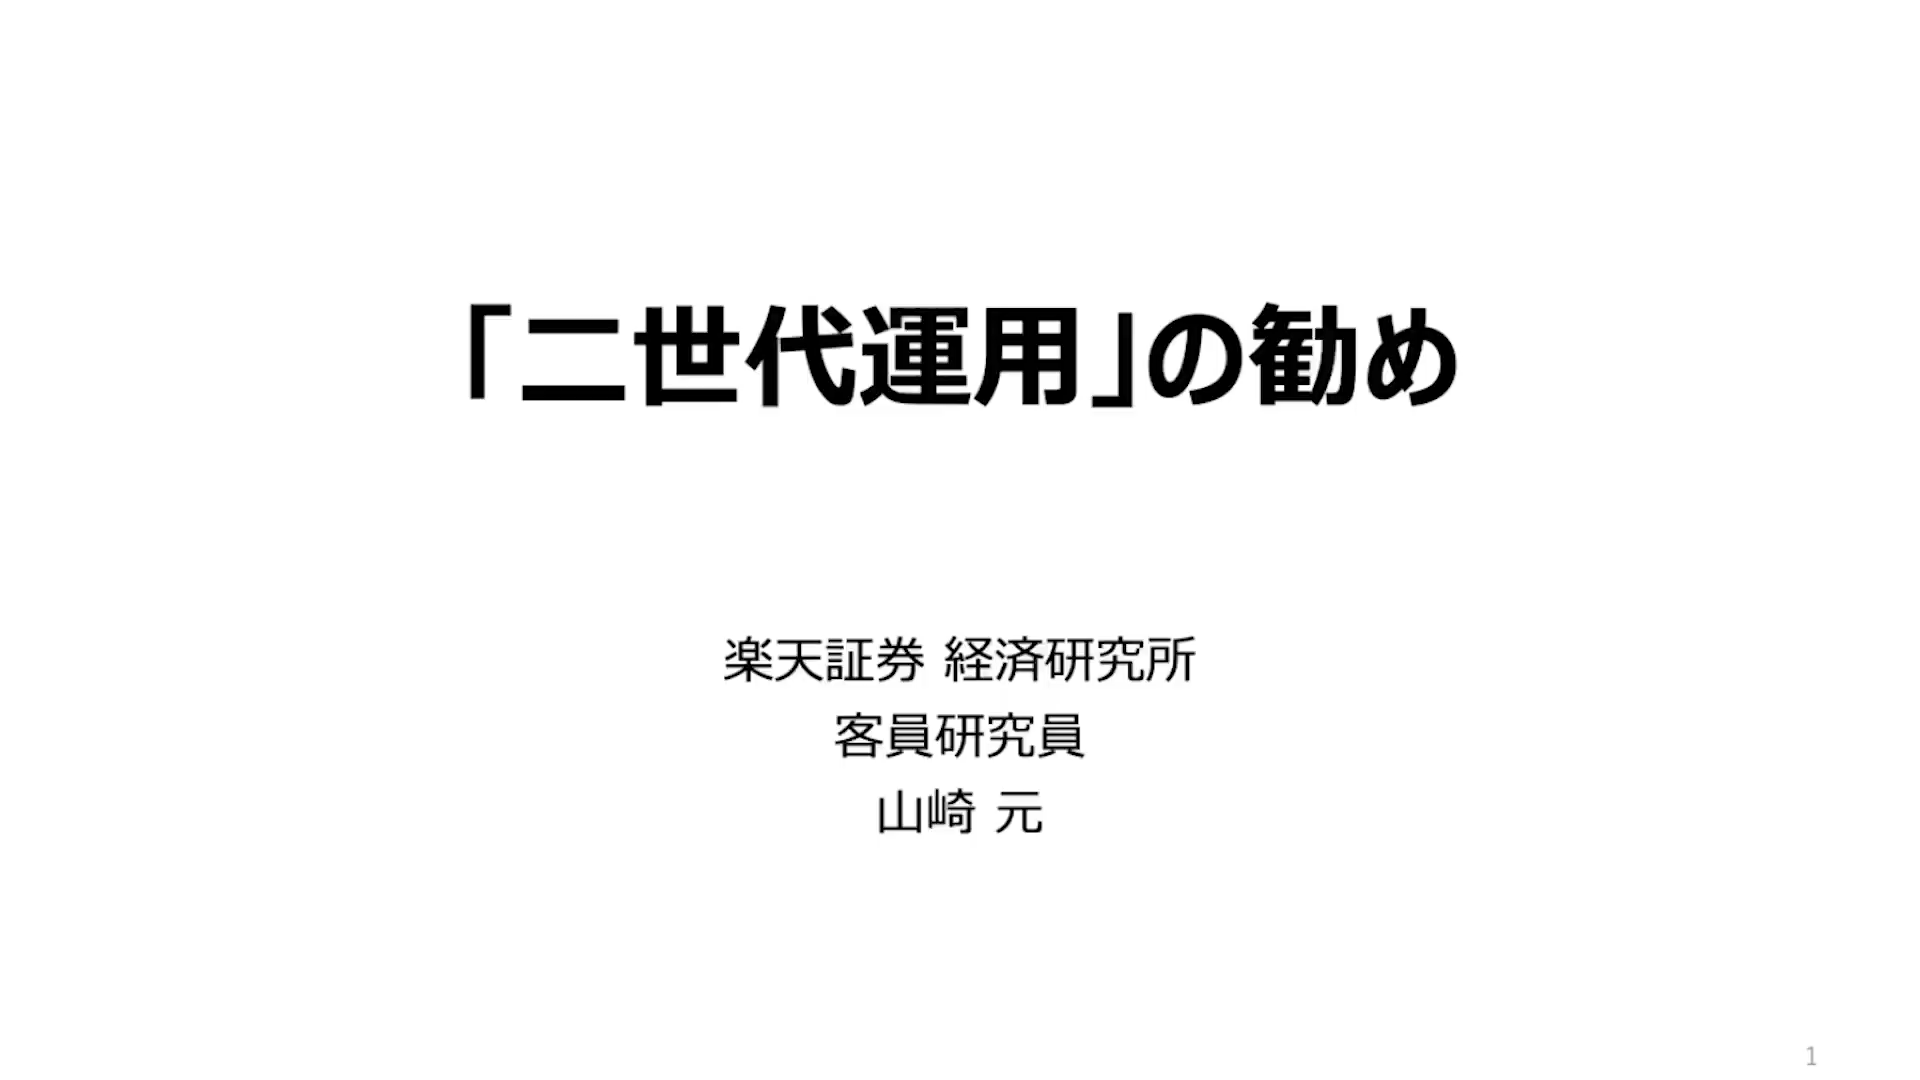 「二世代運用」の勧め
楽天証券 経済研究所
客員研究員
山崎 元
1